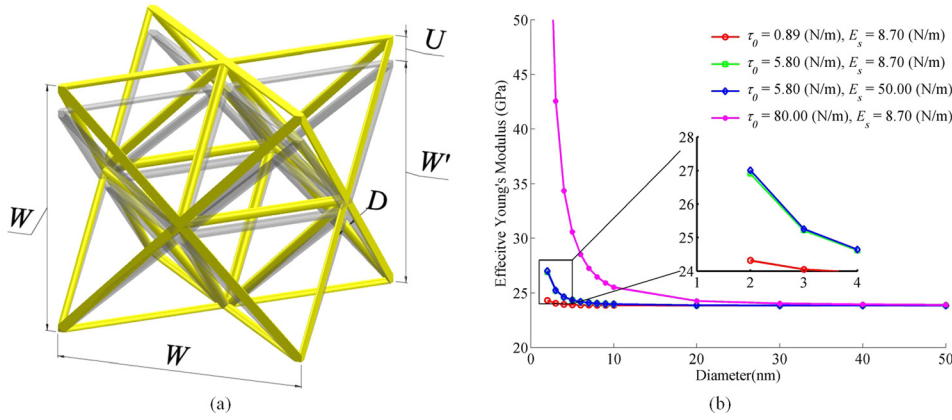 U
W'
D
W
W
(a)
50
45
40
35
30
25
20
Effecitve Young's Modulus (GPa)
τ₀ = 0.89 (N/m), Eₛ = 8.70 (N/m)
τ₀ = 5.80 (N/m), Eₛ = 8.70 (N/m)
τ₀ = 5.80 (N/m), Eₛ = 50.00 (N/m)
τ₀ = 80.00 (N/m), Eₛ = 8.70 (N/m)
28
27
26
25
24
1 2 3 4
0 10 20 30 40 50
Diameter(nm)
(b)